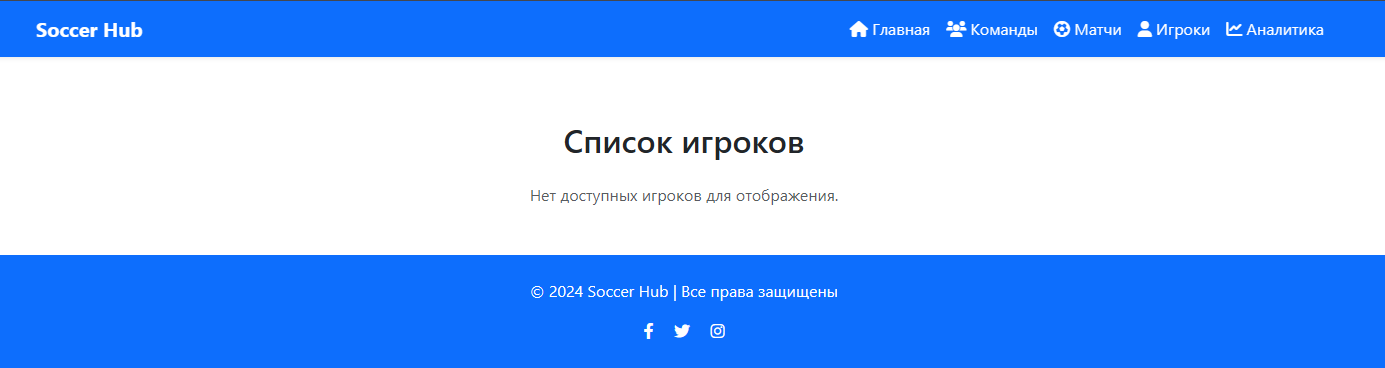 Soccer Hub Главная Команды Матчи Игроки Аналитика
Список игроков
Нет доступных игроков для отображения.
© 2024 Soccer Hub | Все права защищены